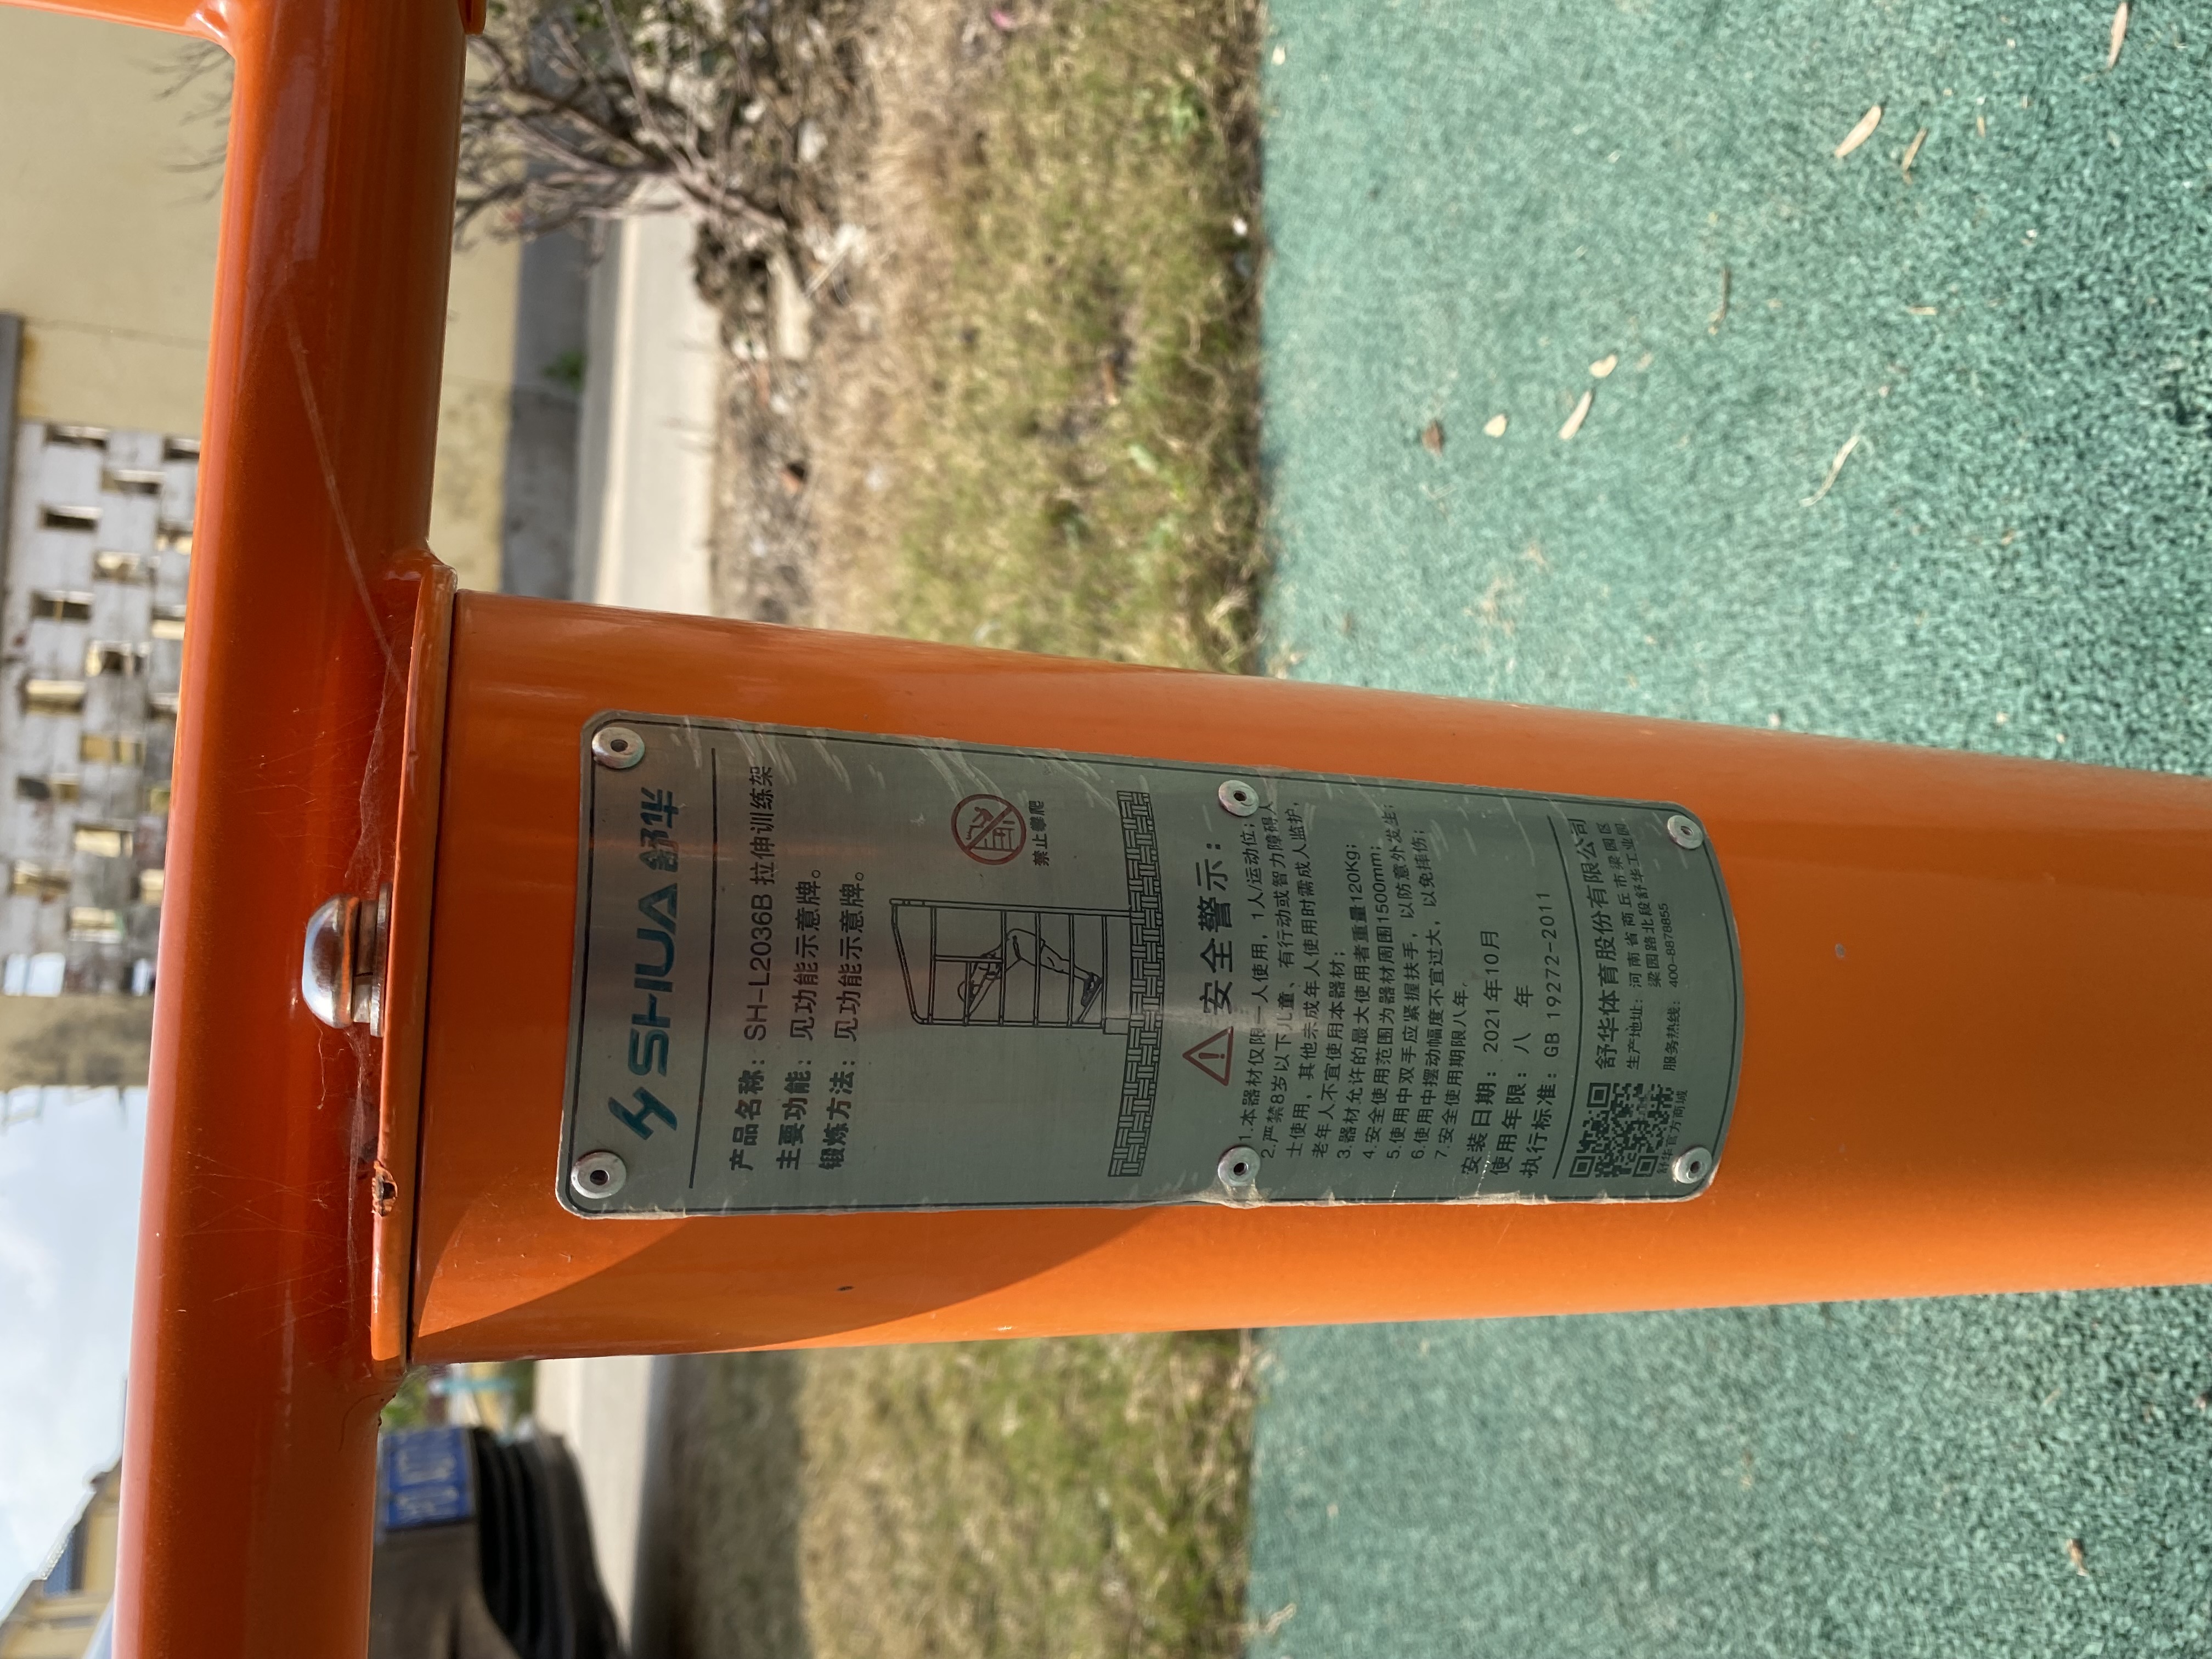 SHUA 舒华
产品名称：SH-L2036B 拉伸训练架
主要功能：见功能示意牌。
锻炼方法：见功能示意牌。
禁止攀爬
安全警示：
1.本器材仅限一人使用，1人/运动位；
2.严禁8岁以下儿童、有行动或智力障碍人
士使用，其他未成年人使用时需成人监护，
老年人不宜使用本器材；
3.器材允许的最大使用者重量120Kg；
4.安全使用范围为器材周围1500mm；
5.使用中双手应紧握扶手，以防意外发生；
6.使用中摆动幅度不宜过大，以免摔伤；
7.安全使用期限八年。
安装日期：2021年10月
使用年限：八 年
执行标准：GB 19272-2011
舒华体育股份有限公司
生产地址：河南省商丘市梁园区
梁园路北段舒华工业园
服务热线：400-8878855
舒华官方商城